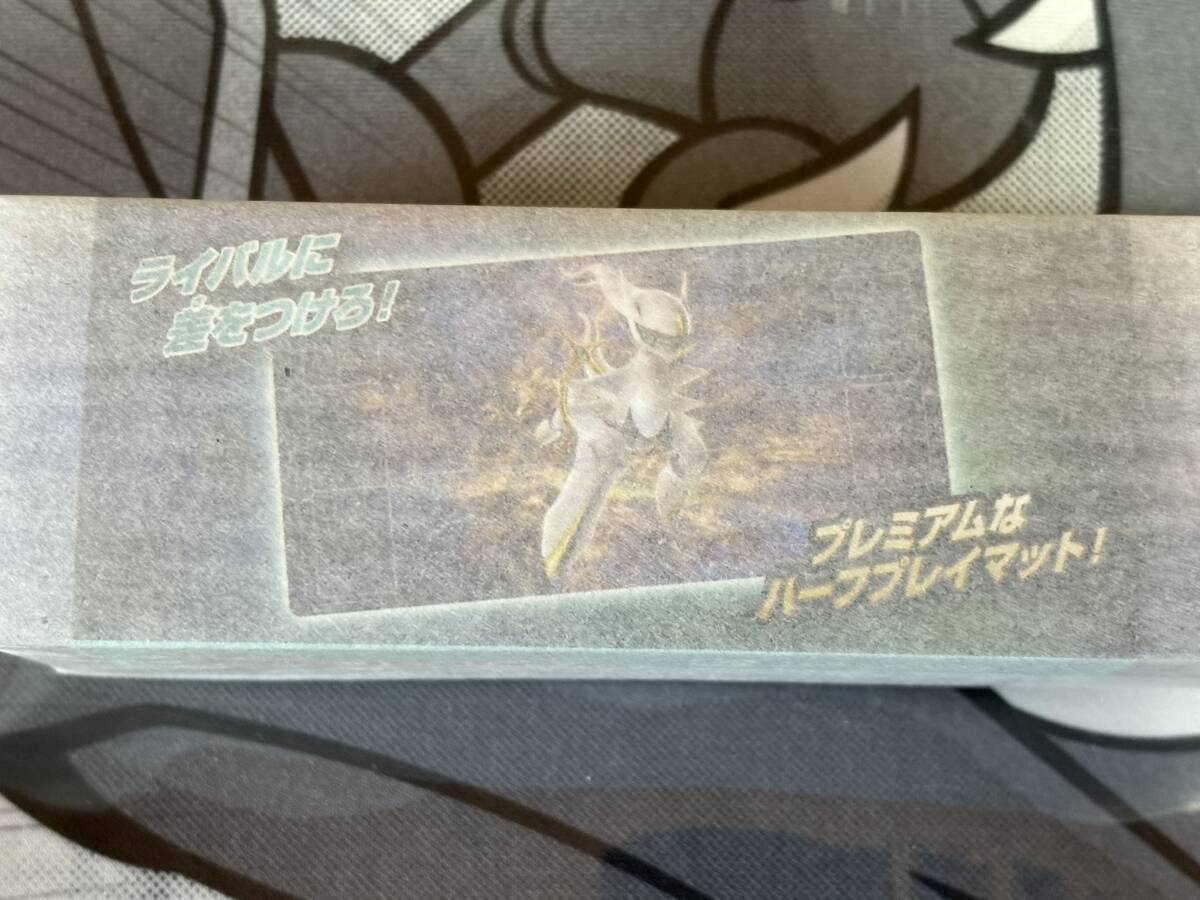 ライバルに
差をつけろ!
プレミアムな
ハーフプレイマット!